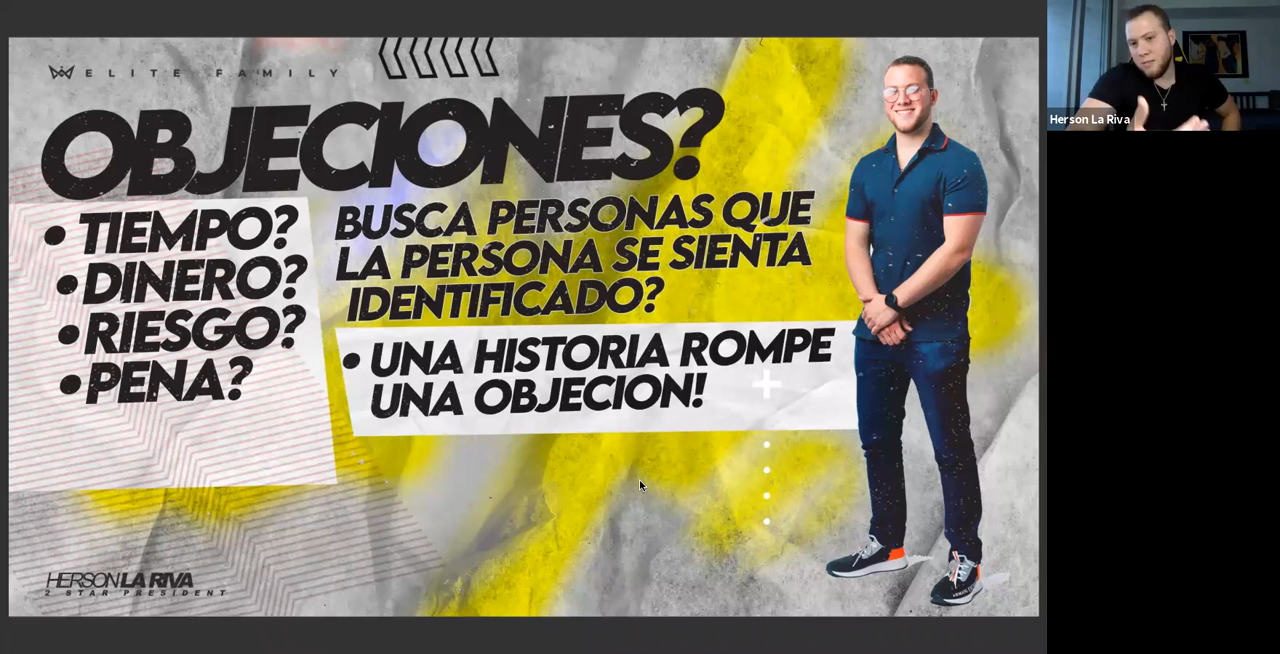 ELITE FAMILY
OBJECIONES?
• TIEMPO?
• DINERO?
• RIESGO?
• PENA?
BUSCA PERSONAS QUE
LA PERSONA SE SIENTA
IDENTIFICADO?
• UNA HISTORIA ROMPE
UNA OBJECION!
HERSON LA RIVA
2 STAR PRESIDENT
Herson La Riva